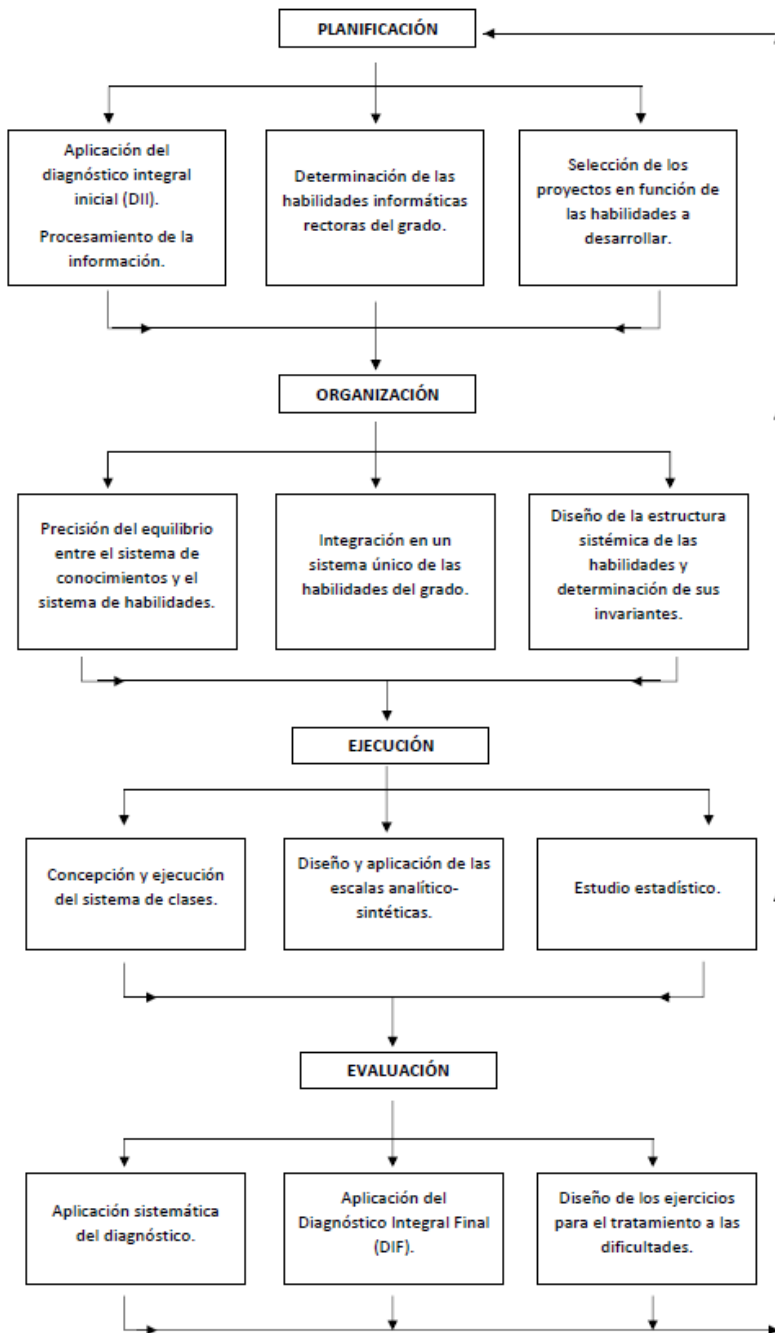 PLANIFICACIÓN
Aplicación del
diagnóstico integral
inicial (DII).
Procesamiento de la
información.
Determinación de las
habilidades informáticas
rectoras del grado.
Selección de los
proyectos en función de
las habilidades a
desarrollar.
ORGANIZACIÓN
Precisión del equilibrio
entre el sistema de
conocimientos y el
sistema de habilidades.
Integración en un
sistema único de las
habilidades del grado.
Diseño de la estructura
sistémica de las
habilidades y
determinación de sus
invariantes.
EJECUCIÓN
Concepción y ejecución
del sistema de clases.
Diseño y aplicación de las
escalas analítico-
sintéticas.
Estudio estadístico.
EVALUACIÓN
Aplicación sistemática
del diagnóstico.
Aplicación del
Diagnóstico Integral Final
(DIF).
Diseño de los ejercicios
para el tratamiento a las
dificultades.